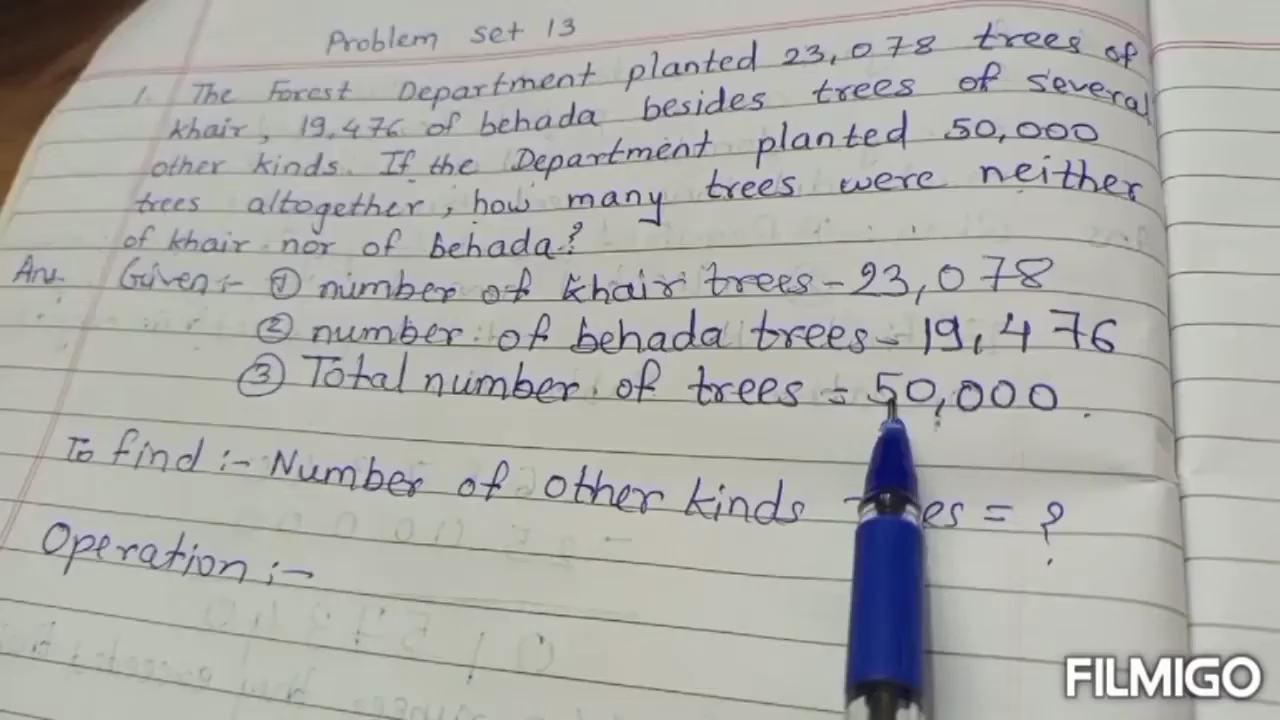 Problem set 13
1. The Forest Department planted 23,078 trees of
khair, 19,476 of behada besides trees of several
other kinds. If the Department planted 50,000
trees altogether, how many trees were neither
of khair nor of behada?
Ans. Given:- ① number of khair trees - 23,078
② number of behada trees - 19,476
③ Total number of trees = 50,000.
To find :- Number of other kinds = ?
Operation :-
FILMIGO